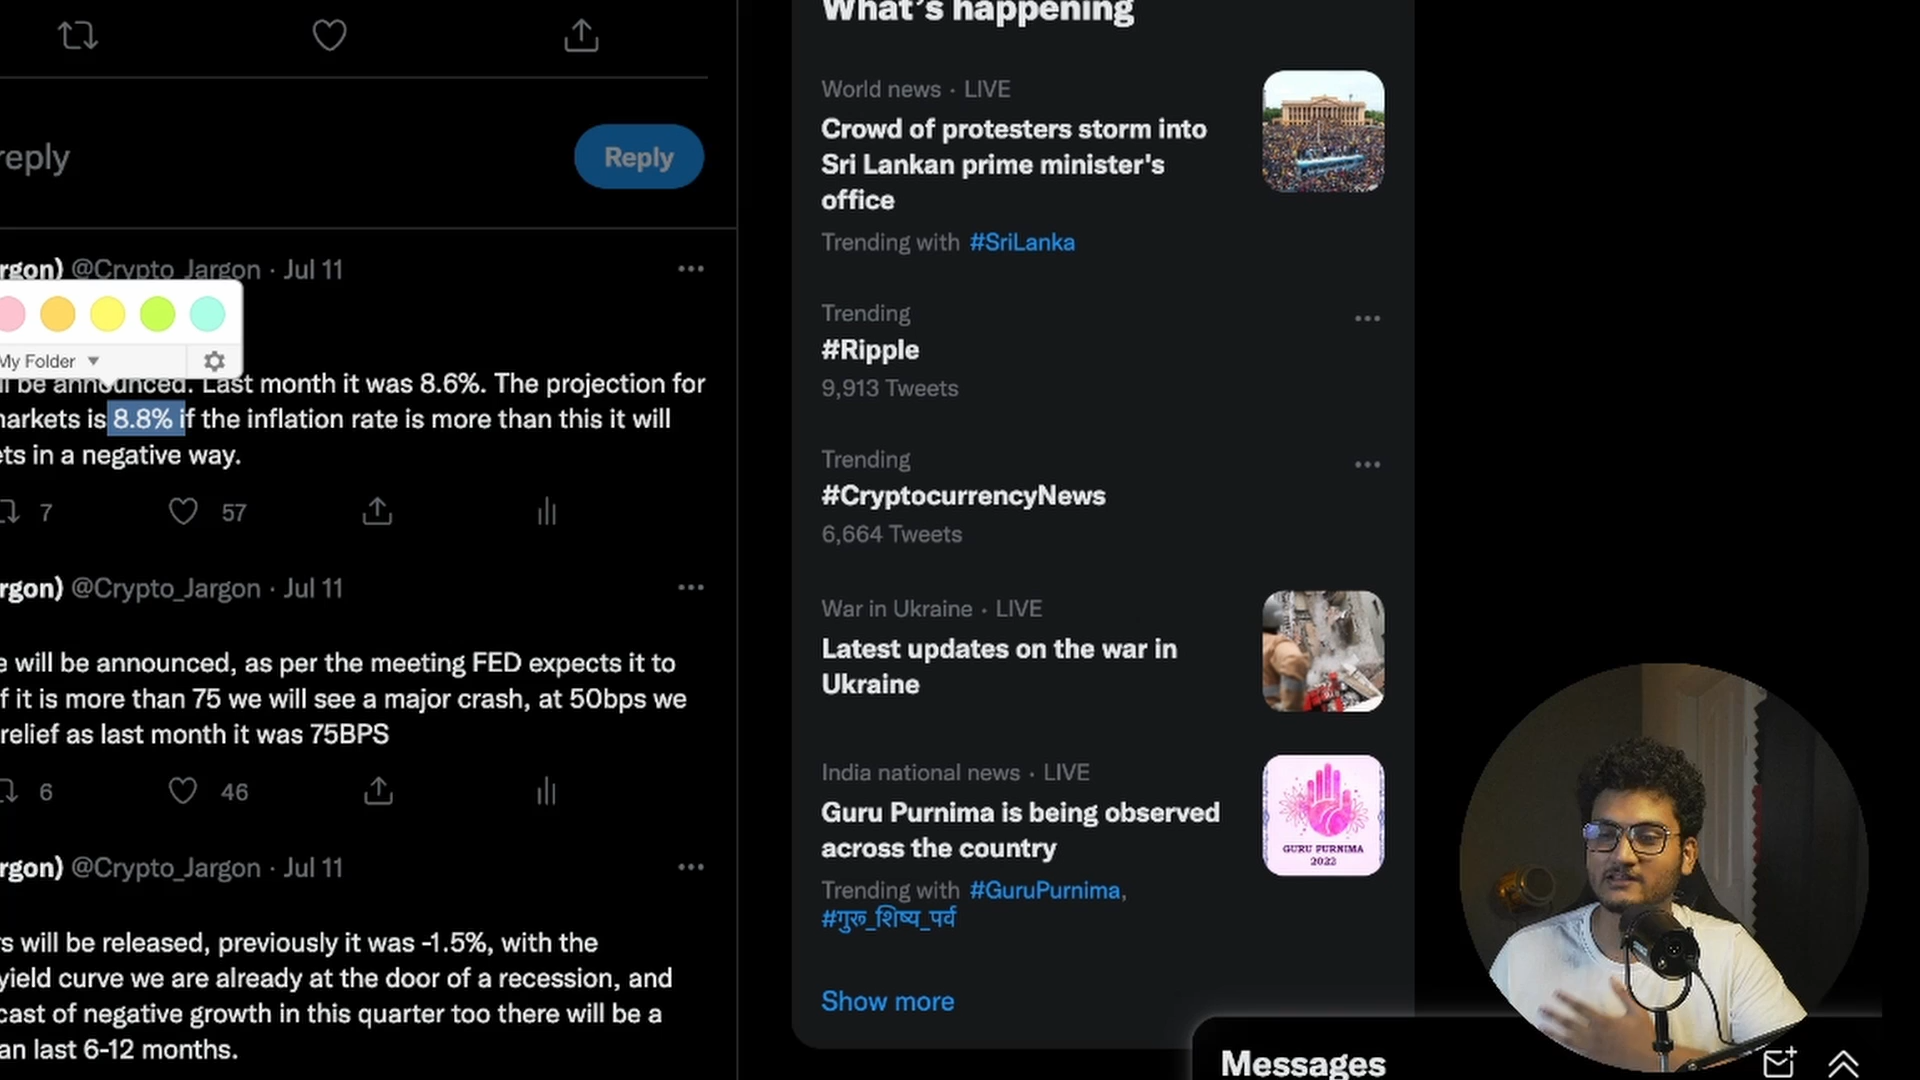 reply
Reply
rgon) @Crypto_Jargon · Jul 11
My Folder
ll be announced. Last month it was 8.6%. The projection for
narkets is 8.8% if the inflation rate is more than this it will
ets in a negative way.
7
57
rgon) @Crypto_Jargon · Jul 11
e will be announced, as per the meeting FED expects it to
f it is more than 75 we will see a major crash, at 50bps we
relief as last month it was 75BPS
6
46
rgon) @Crypto_Jargon · Jul 11
rs will be released, previously it was -1.5%, with the
yield curve we are already at the door of a recession, and
cast of negative growth in this quarter too there will be a
an last 6-12 months.
What's happening
World news · LIVE
Crowd of protesters storm into
Sri Lankan prime minister's
office
Trending with #SriLanka
Trending
#Ripple
9,913 Tweets
Trending
#CryptocurrencyNews
6,664 Tweets
War in Ukraine · LIVE
Latest updates on the war in
Ukraine
India national news · LIVE
Guru Purnima is being observed
across the country
GURU PURNIMA
2022
Trending with #GuruPurnima,
#गुरू_शिष्य_पर्व
Show more
Messages